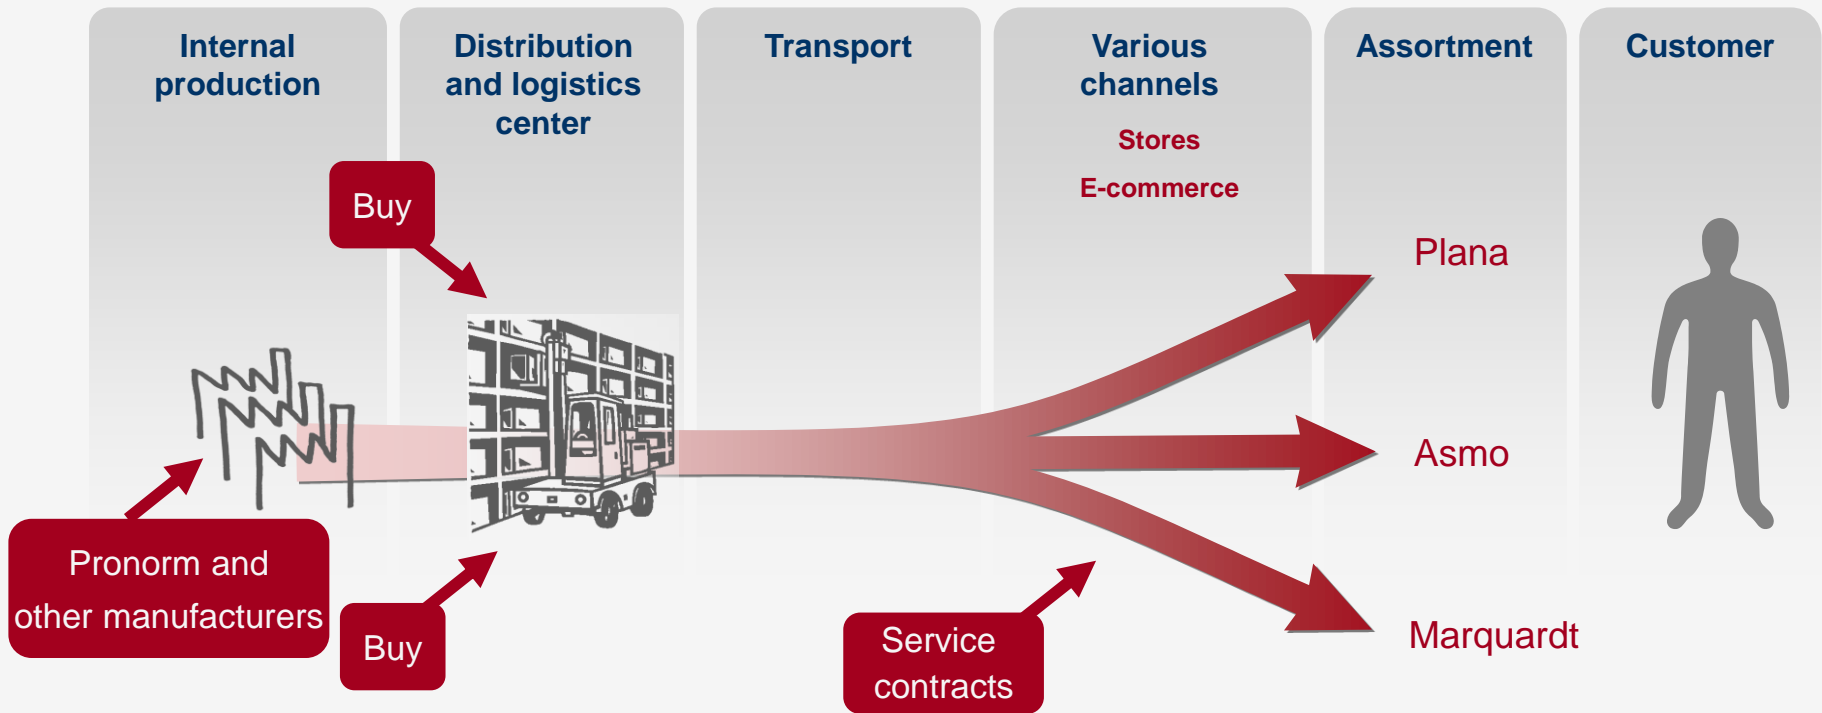 Internal
production
Distribution
and logistics
center
Transport
Various
channels
Stores
E-commerce
Assortment
Customer
Buy
Plana
Asmo
Marquardt
Pronorm and
other manufacturers
Buy
Service
contracts